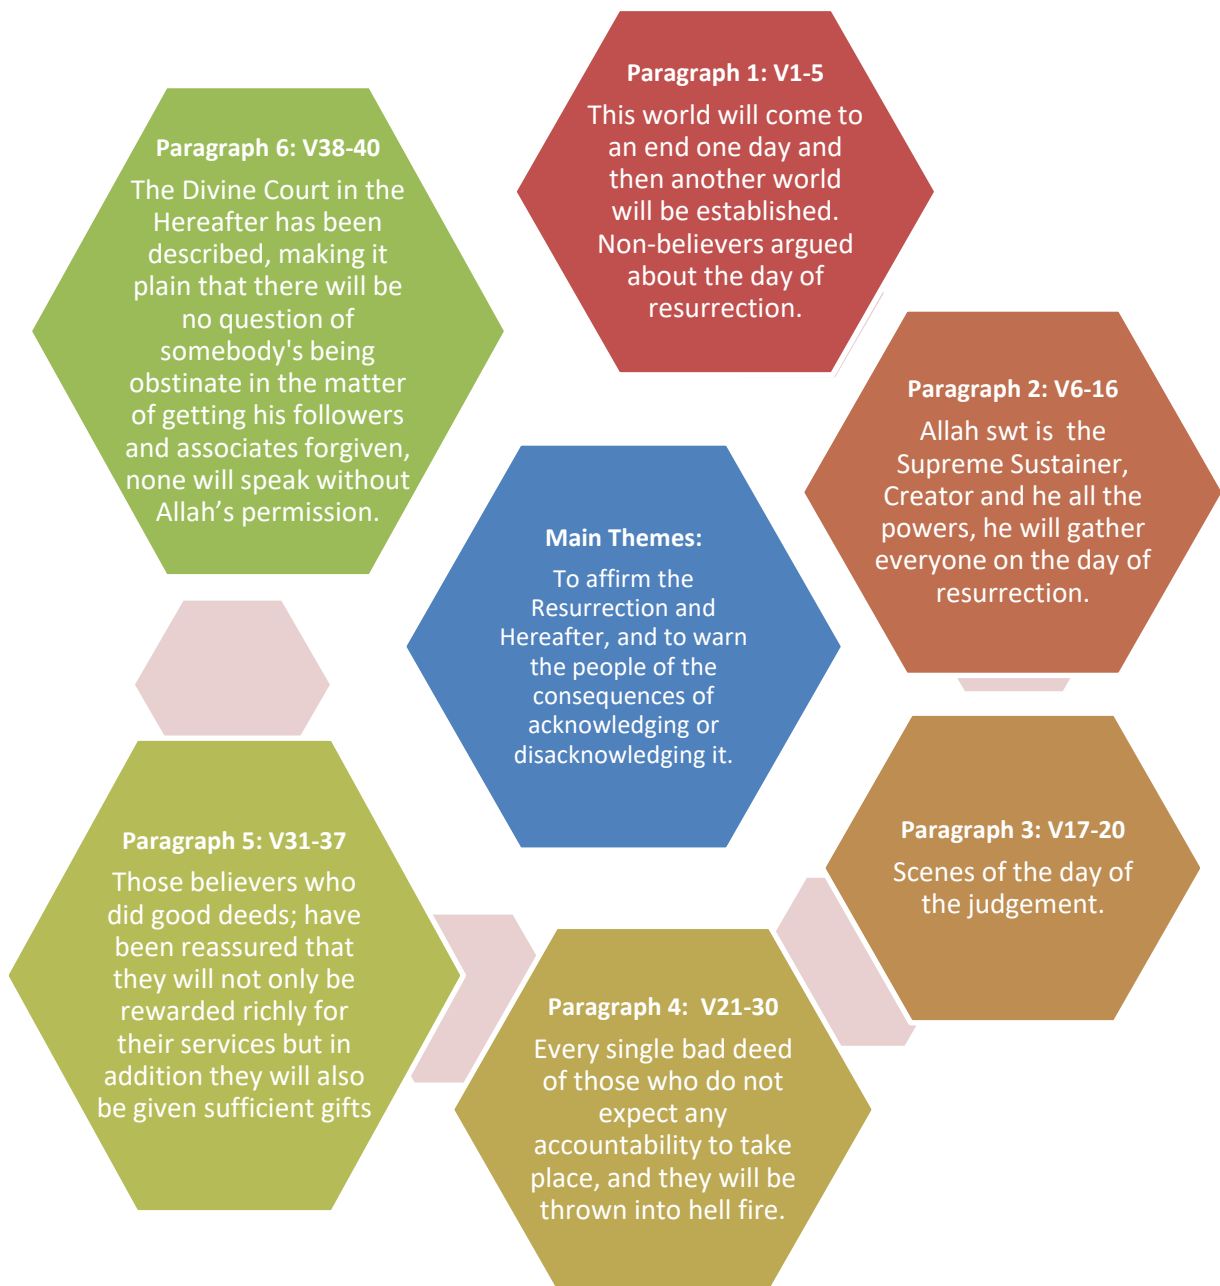 Paragraph 1: V1-5
This world will come to
an end one day and
then another world
will be established.
Non-believers argued
about the day of
resurrection.
Paragraph 2: V6-16
Allah swt is the
Supreme Sustainer,
Creator and he all the
powers, he will gather
everyone on the day of
resurrection.
Paragraph 3: V17-20
Scenes of the day of
the judgement.
Paragraph 4: V21-30
Every single bad deed
of those who do not
expect any
accountability to take
place, and they will be
thrown into hell fire.
Paragraph 5: V31-37
Those believers who
did good deeds; have
been reassured that
they will not only be
rewarded richly for
their services but in
addition they will also
be given sufficient gifts
Paragraph 6: V38-40
The Divine Court in the
Hereafter has been
described, making it
plain that there will be
no question of
somebody's being
obstinate in the matter
of getting his followers
and associates forgiven,
none will speak without
Allah’s permission.
Main Themes:
To affirm the
Resurrection and
Hereafter, and to warn
the people of the
consequences of
acknowledging or
disacknowledging it.